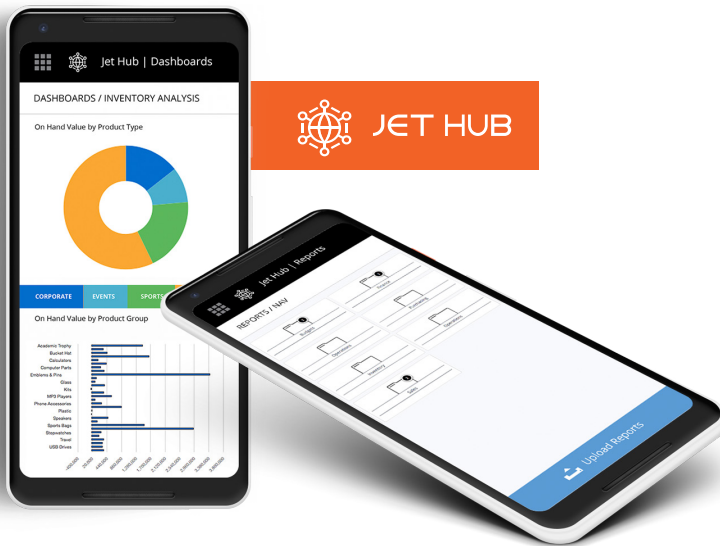 Jet Hub | Dashboards
DASHBOARDS / INVENTORY ANALYSIS
On Hand Value by Product Type
CORPORATE
EVENTS
SPORTS
On Hand Value by Product Group
Academic Trophy
Bucket Hat
Calculators
Computer Parts
Emblems & Pins
Glass
Kits
MP3 Players
Phone Accessories
Plastic
Speakers
Sports Bags
Stopwatches
Travel
USB Drives
JET HUB
Jet Hub | Reports
REPORTS / NAV
Budgets
Finance
Operations
Purchasing
Inventory
Operations
Sales
Upload Reports